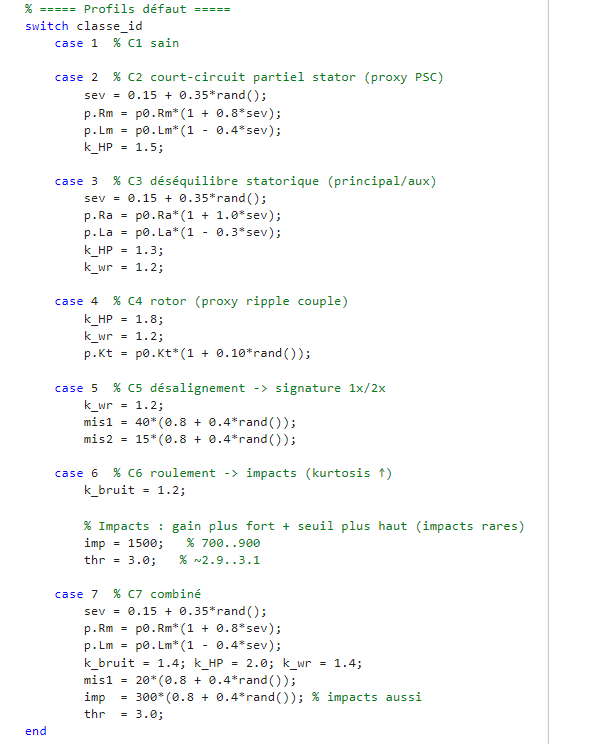 % ===== Profils défaut =====
switch classe_id
    case 1  % C1 sain

    case 2  % C2 court-circuit partiel stator (proxy PSC)
        sev = 0.15 + 0.35*rand();
        p.Rm = p0.Rm*(1 + 0.8*sev);
        p.Lm = p0.Lm*(1 - 0.4*sev);
        k_HP = 1.5;

    case 3  % C3 déséquilibre statorique (principal/aux)
        sev = 0.15 + 0.35*rand();
        p.Ra = p0.Ra*(1 + 1.0*sev);
        p.La = p0.La*(1 - 0.3*sev);
        k_HP = 1.3;
        k_wr = 1.2;

    case 4  % C4 rotor (proxy ripple couple)
        k_HP = 1.8;
        k_wr = 1.2;
        p.Kt = p0.Kt*(1 + 0.10*rand());

    case 5  % C5 désalignement -> signature 1x/2x
        k_wr = 1.2;
        mis1 = 40*(0.8 + 0.4*rand());
        mis2 = 15*(0.8 + 0.4*rand());

    case 6  % C6 roulement -> impacts (kurtosis ↑)
        k_bruit = 1.2;

        % Impacts : gain plus fort + seuil plus haut (impacts rares)
        imp = 1500;   % 700..900
        thr = 3.0;   % ~2.9..3.1

    case 7  % C7 combiné
        sev = 0.15 + 0.35*rand();
        p.Rm = p0.Rm*(1 + 0.8*sev);
        p.Lm = p0.Lm*(1 - 0.4*sev);
        k_bruit = 1.4; k_HP = 2.0; k_wr = 1.4;
        mis1 = 20*(0.8 + 0.4*rand());
        imp  = 300*(0.8 + 0.4*rand()); % impacts aussi
        thr  = 3.0;
end